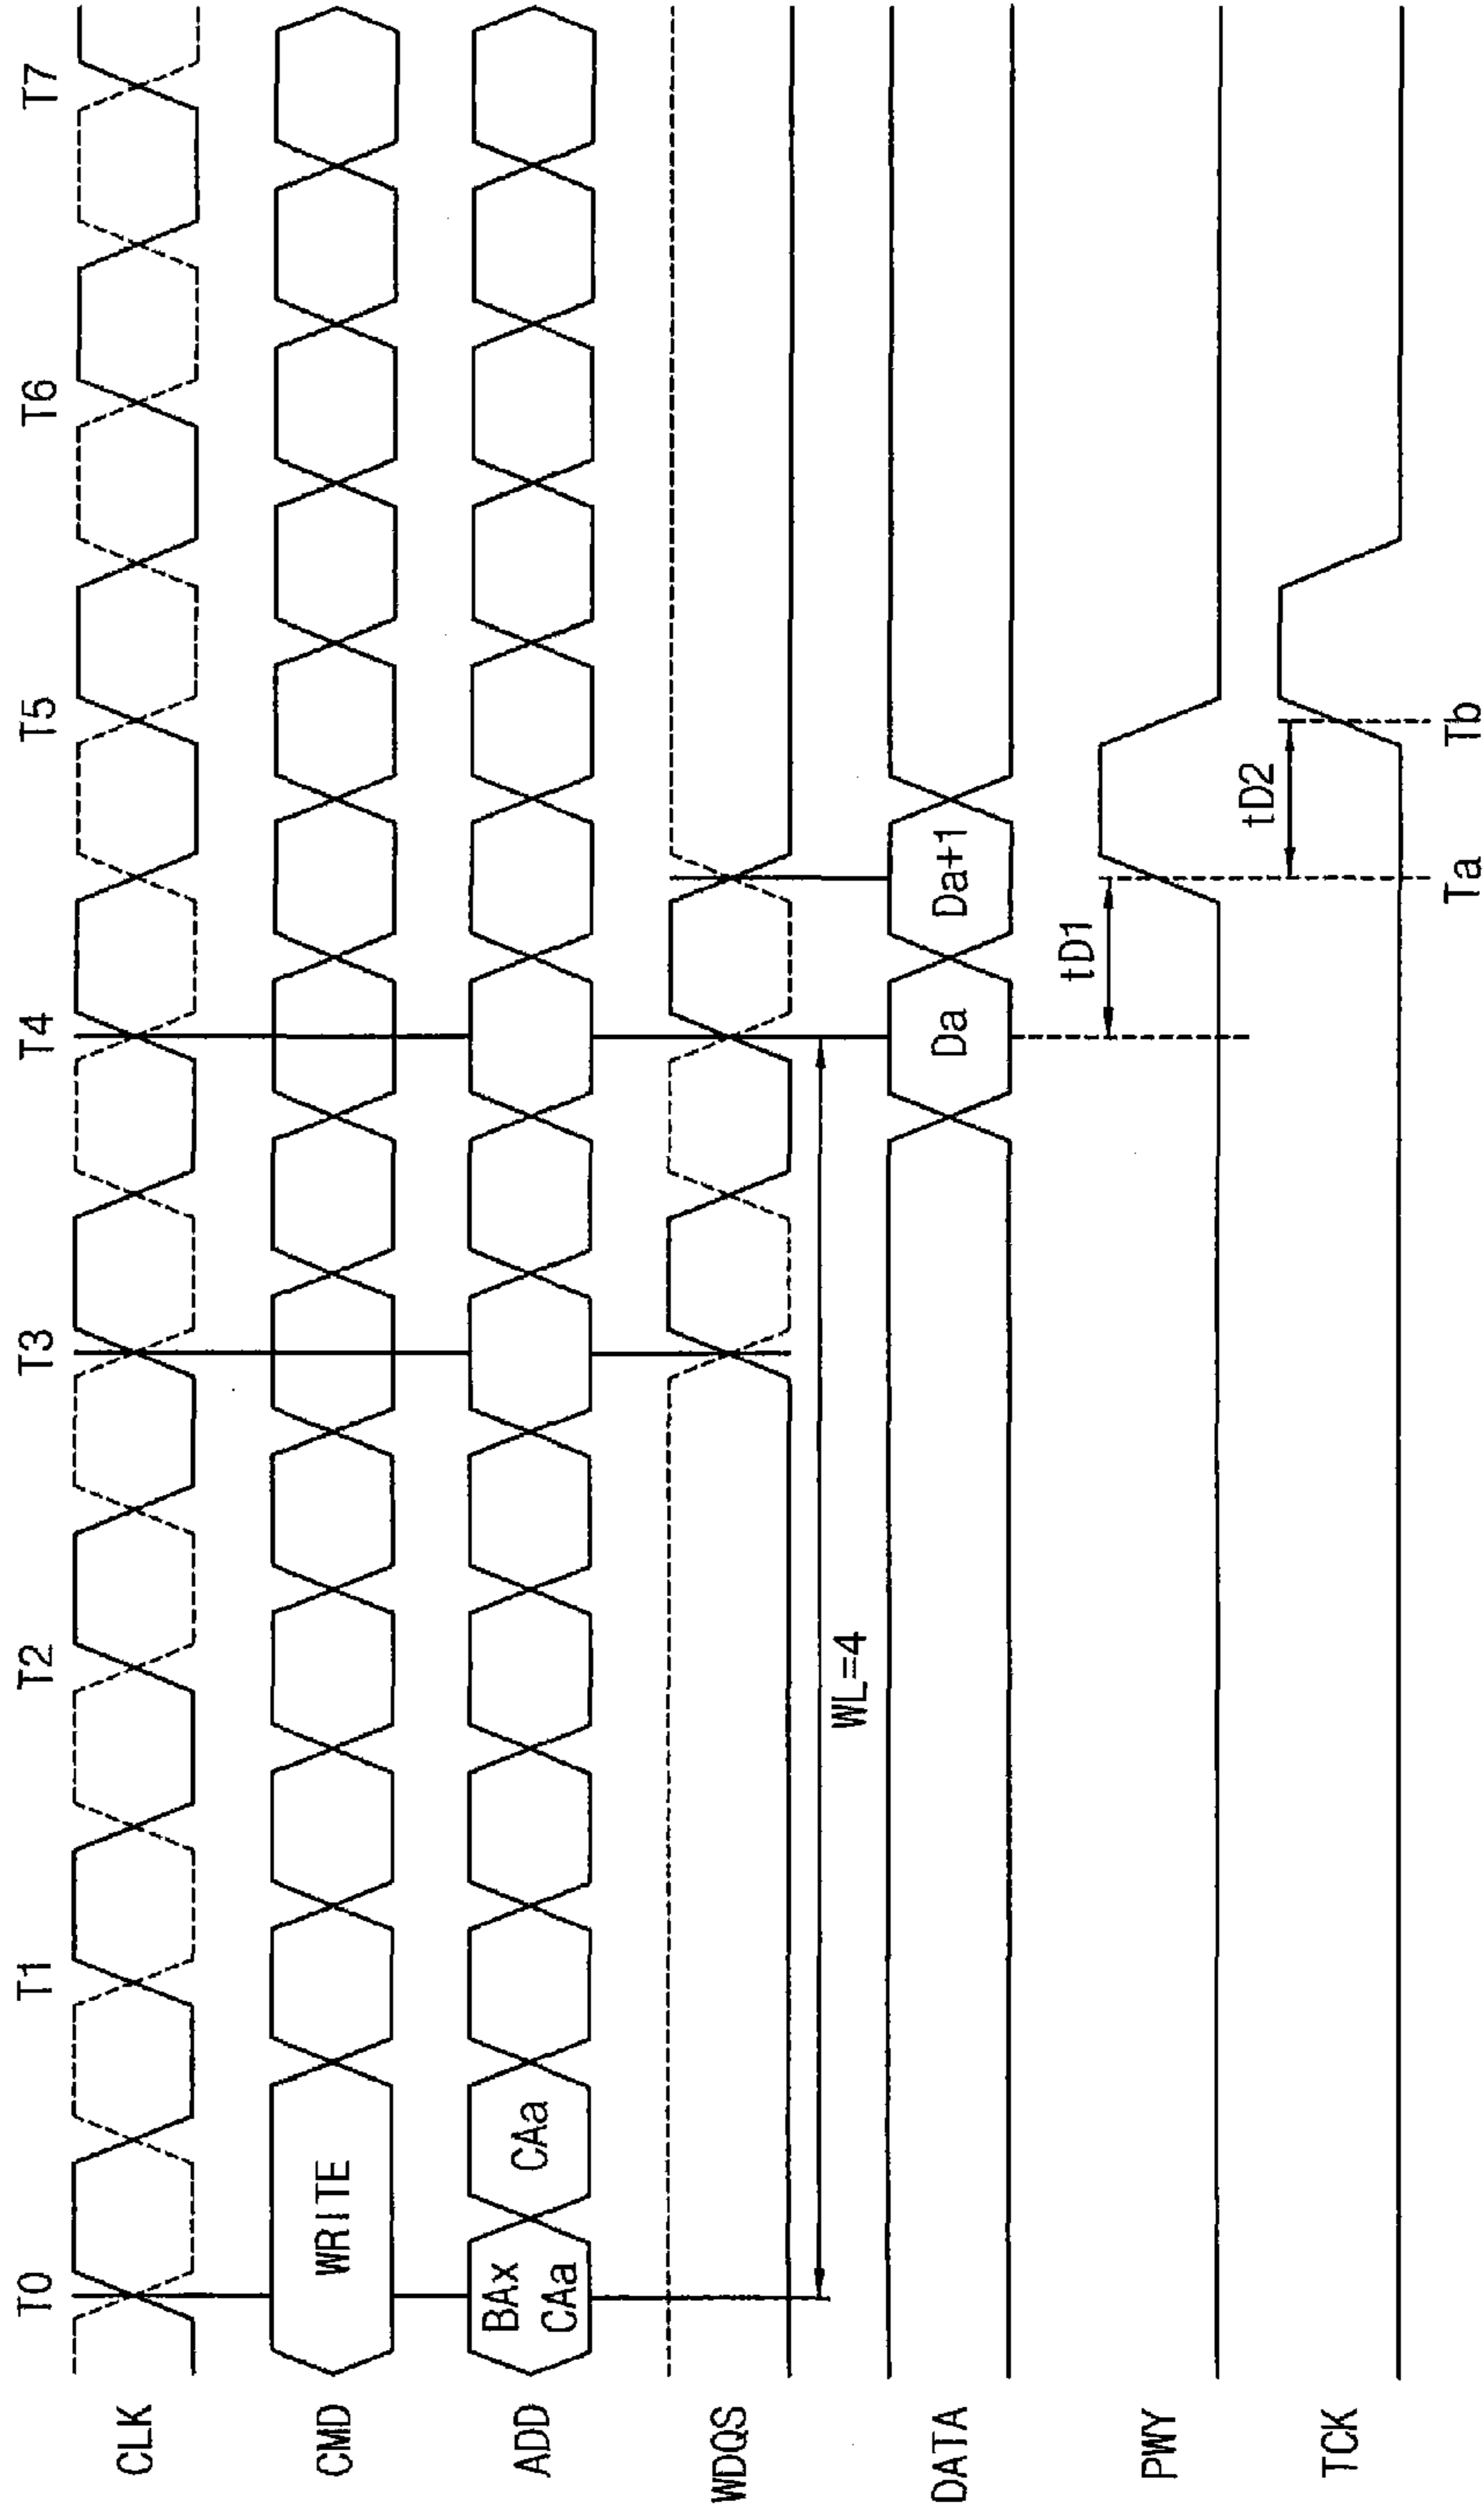 T0 T1 T2 T3 T4 T5 T6 T7
CLK
CMD WRITE
ADD BAx CAa CAa
WDQS
WL=4
DATA Da Da+1
tD1
PWY
tD2
TCK
Ta Tb